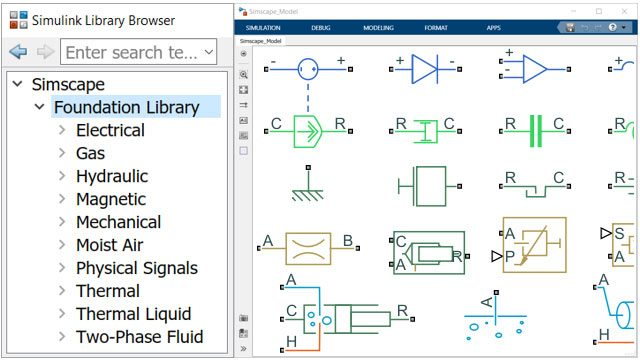 Simulink Library Browser
Enter search te...
Simscape
Foundation Library
Electrical
Gas
Hydraulic
Magnetic
Mechanical
Moist Air
Physical Signals
Thermal
Thermal Liquid
Two-Phase Fluid
Simscape_Model
SIMULATION DEBUG MODELING FORMAT APPS
Simscape_Model
- + + - + -
C R R C R C R
R C R
A B C A R A P S A
A A A
C R
H H